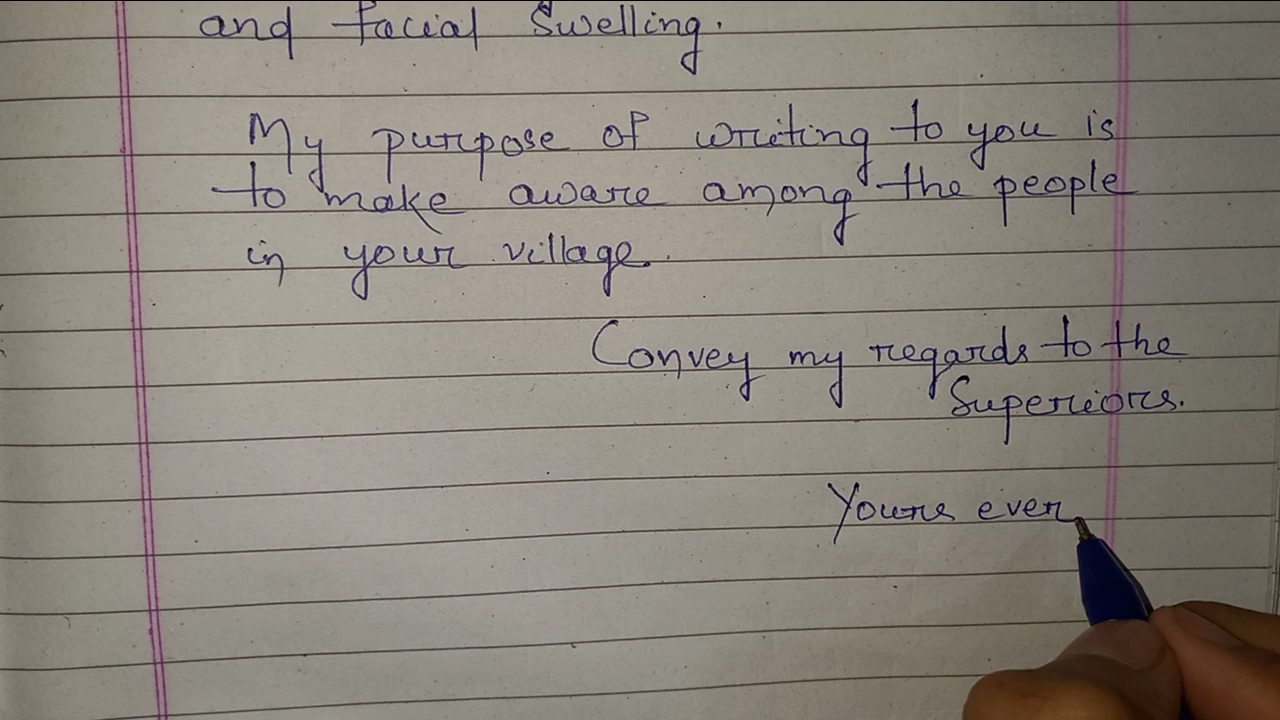 and facial swelling.
My purpose of writing to you is
to make aware among the people
in your village.
Convey my regards to the
Superiors.
Yours ever,